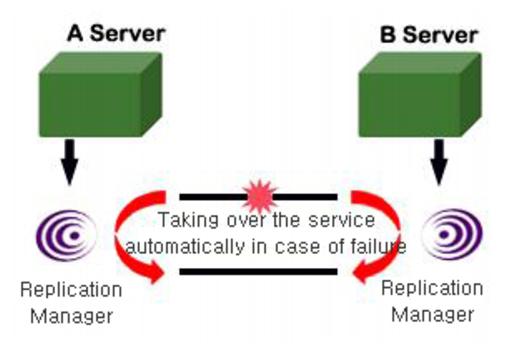 A Server
B Server
Taking over the service
automatically in case of failure
Replication
Manager
Replication
Manager